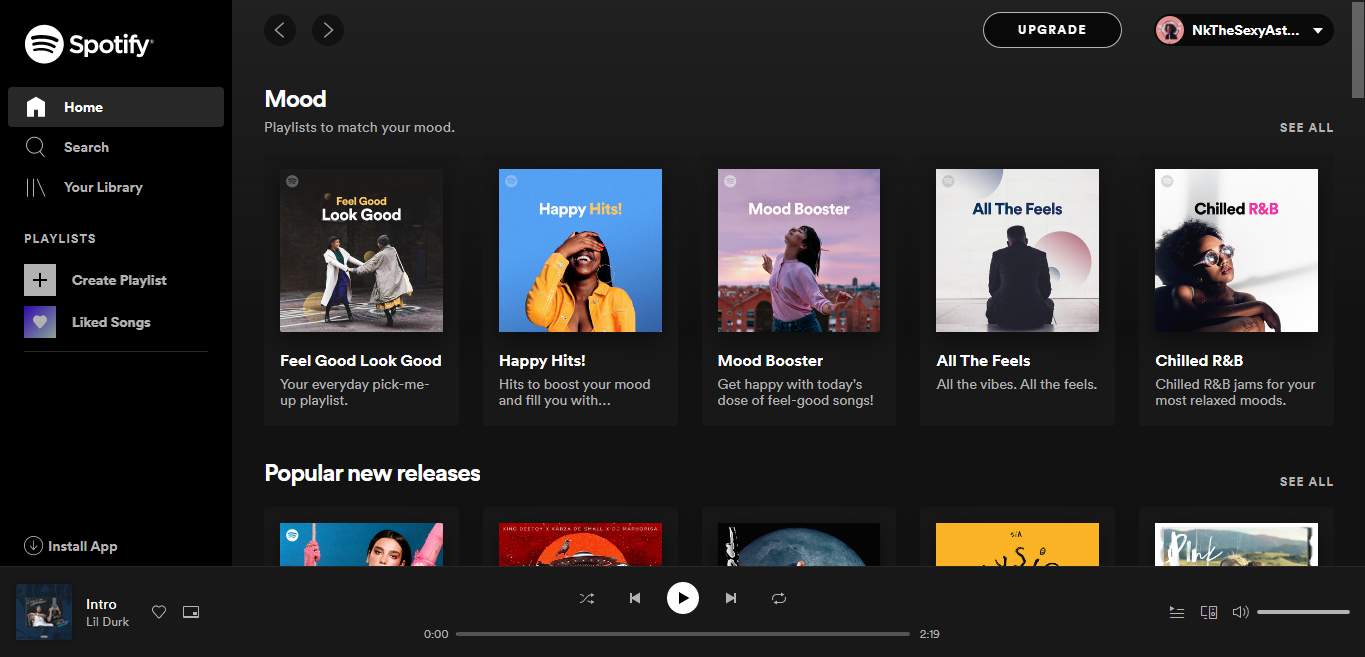 Spotify
UPGRADE
NkTheSexyAst...
Home
Search
Your Library
PLAYLISTS
Create Playlist
Liked Songs
Install App
Mood
Playlists to match your mood.
SEE ALL
Feel Good
Look Good
Happy Hits!
Mood Booster
All The Feels
Chilled R&B
Feel Good Look Good
Your everyday pick-me-
up playlist.
Happy Hits!
Hits to boost your mood
and fill you with...
Mood Booster
Get happy with today's
dose of feel-good songs!
All The Feels
All the vibes. All the feels.
Chilled R&B
Chilled R&B jams for your
most relaxed moods.
Popular new releases
SEE ALL
KING DEETOY X KABZA DE SMALL X DJ MAPHORISA
P!nk
Intro
Lil Durk
0:00
2:19